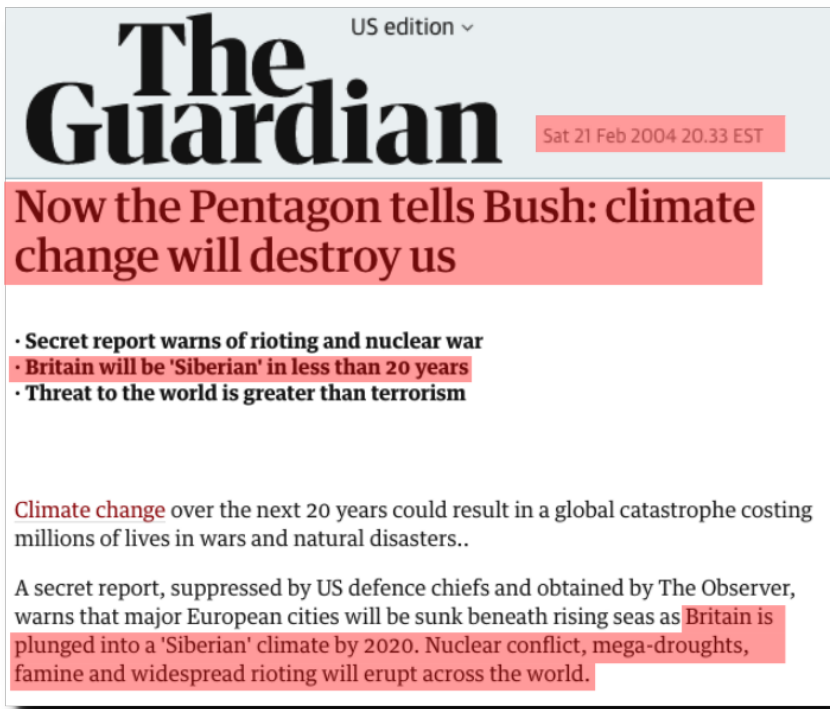 US edition
The
Guardian
Sat 21 Feb 2004 20.33 EST
Now the Pentagon tells Bush: climate
change will destroy us
· Secret report warns of rioting and nuclear war
· Britain will be 'Siberian' in less than 20 years
· Threat to the world is greater than terrorism
Climate change over the next 20 years could result in a global catastrophe costing
millions of lives in wars and natural disasters..
A secret report, suppressed by US defence chiefs and obtained by The Observer,
warns that major European cities will be sunk beneath rising seas as Britain is
plunged into a 'Siberian' climate by 2020. Nuclear conflict, mega-droughts,
famine and widespread rioting will erupt across the world.